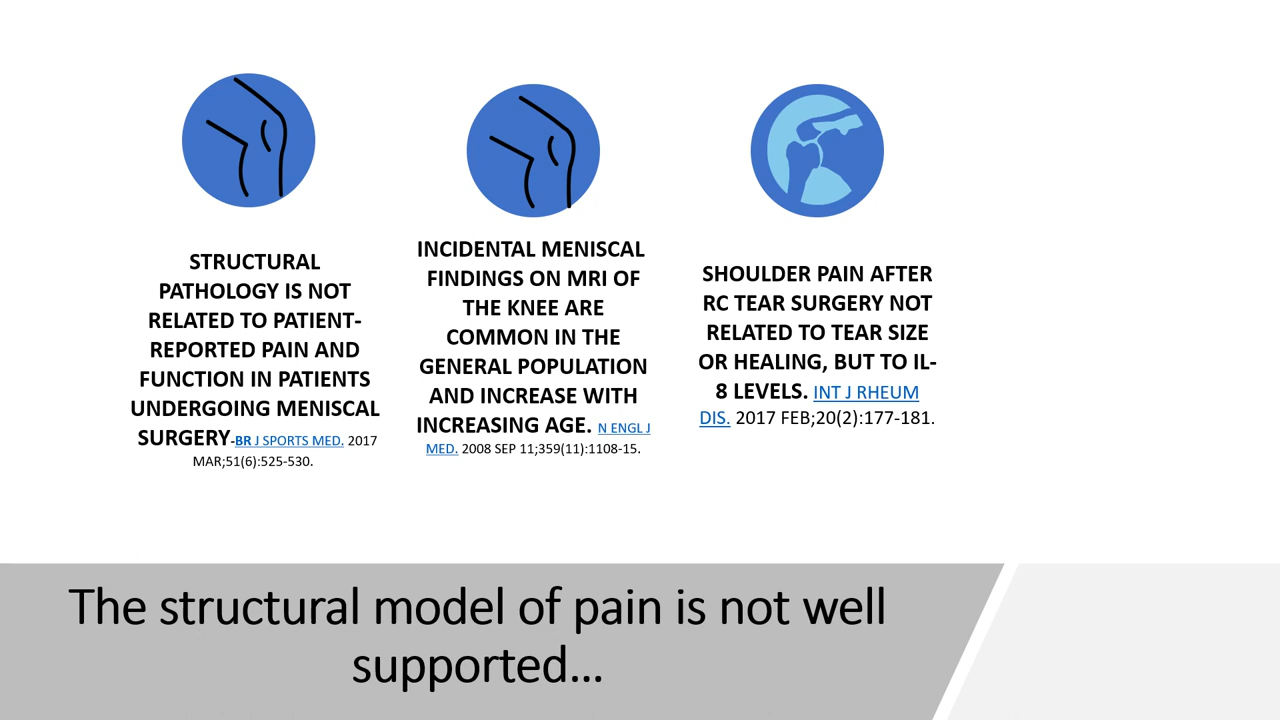 STRUCTURAL
PATHOLOGY IS NOT
RELATED TO PATIENT-
REPORTED PAIN AND
FUNCTION IN PATIENTS
UNDERGOING MENISCAL
SURGERY-BR J SPORTS MED. 2017
MAR;51(6):525-530.
INCIDENTAL MENISCAL
FINDINGS ON MRI OF
THE KNEE ARE
COMMON IN THE
GENERAL POPULATION
AND INCREASE WITH
INCREASING AGE. N ENGL J
MED. 2008 SEP 11;359(11):1108-15.
SHOULDER PAIN AFTER
RC TEAR SURGERY NOT
RELATED TO TEAR SIZE
OR HEALING, BUT TO IL-
8 LEVELS. INT J RHEUM
DIS. 2017 FEB;20(2):177-181.
The structural model of pain is not well
supported...